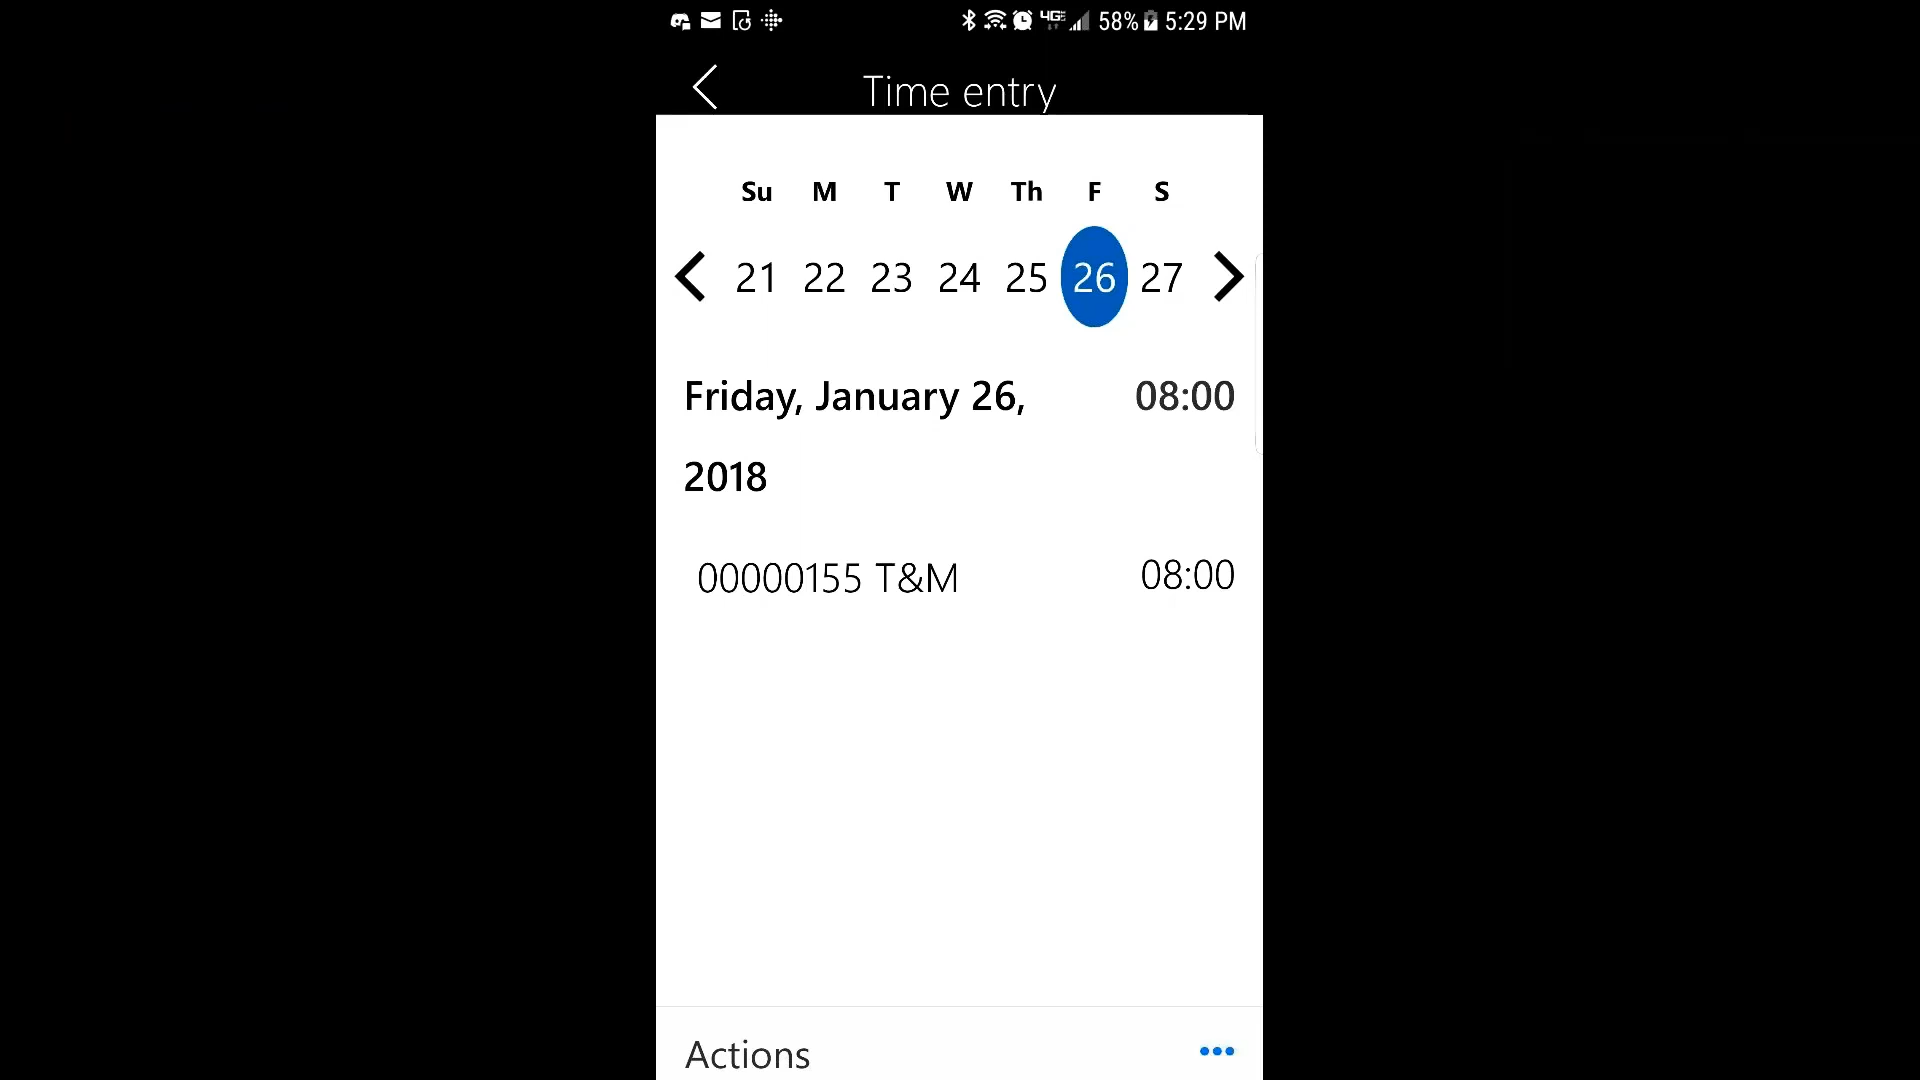 58% 5:29 PM
Time entry
Su M T W Th F S
21 22 23 24 25 26 27
Friday, January 26, 08:00
2018
00000155 T&M 08:00
Actions